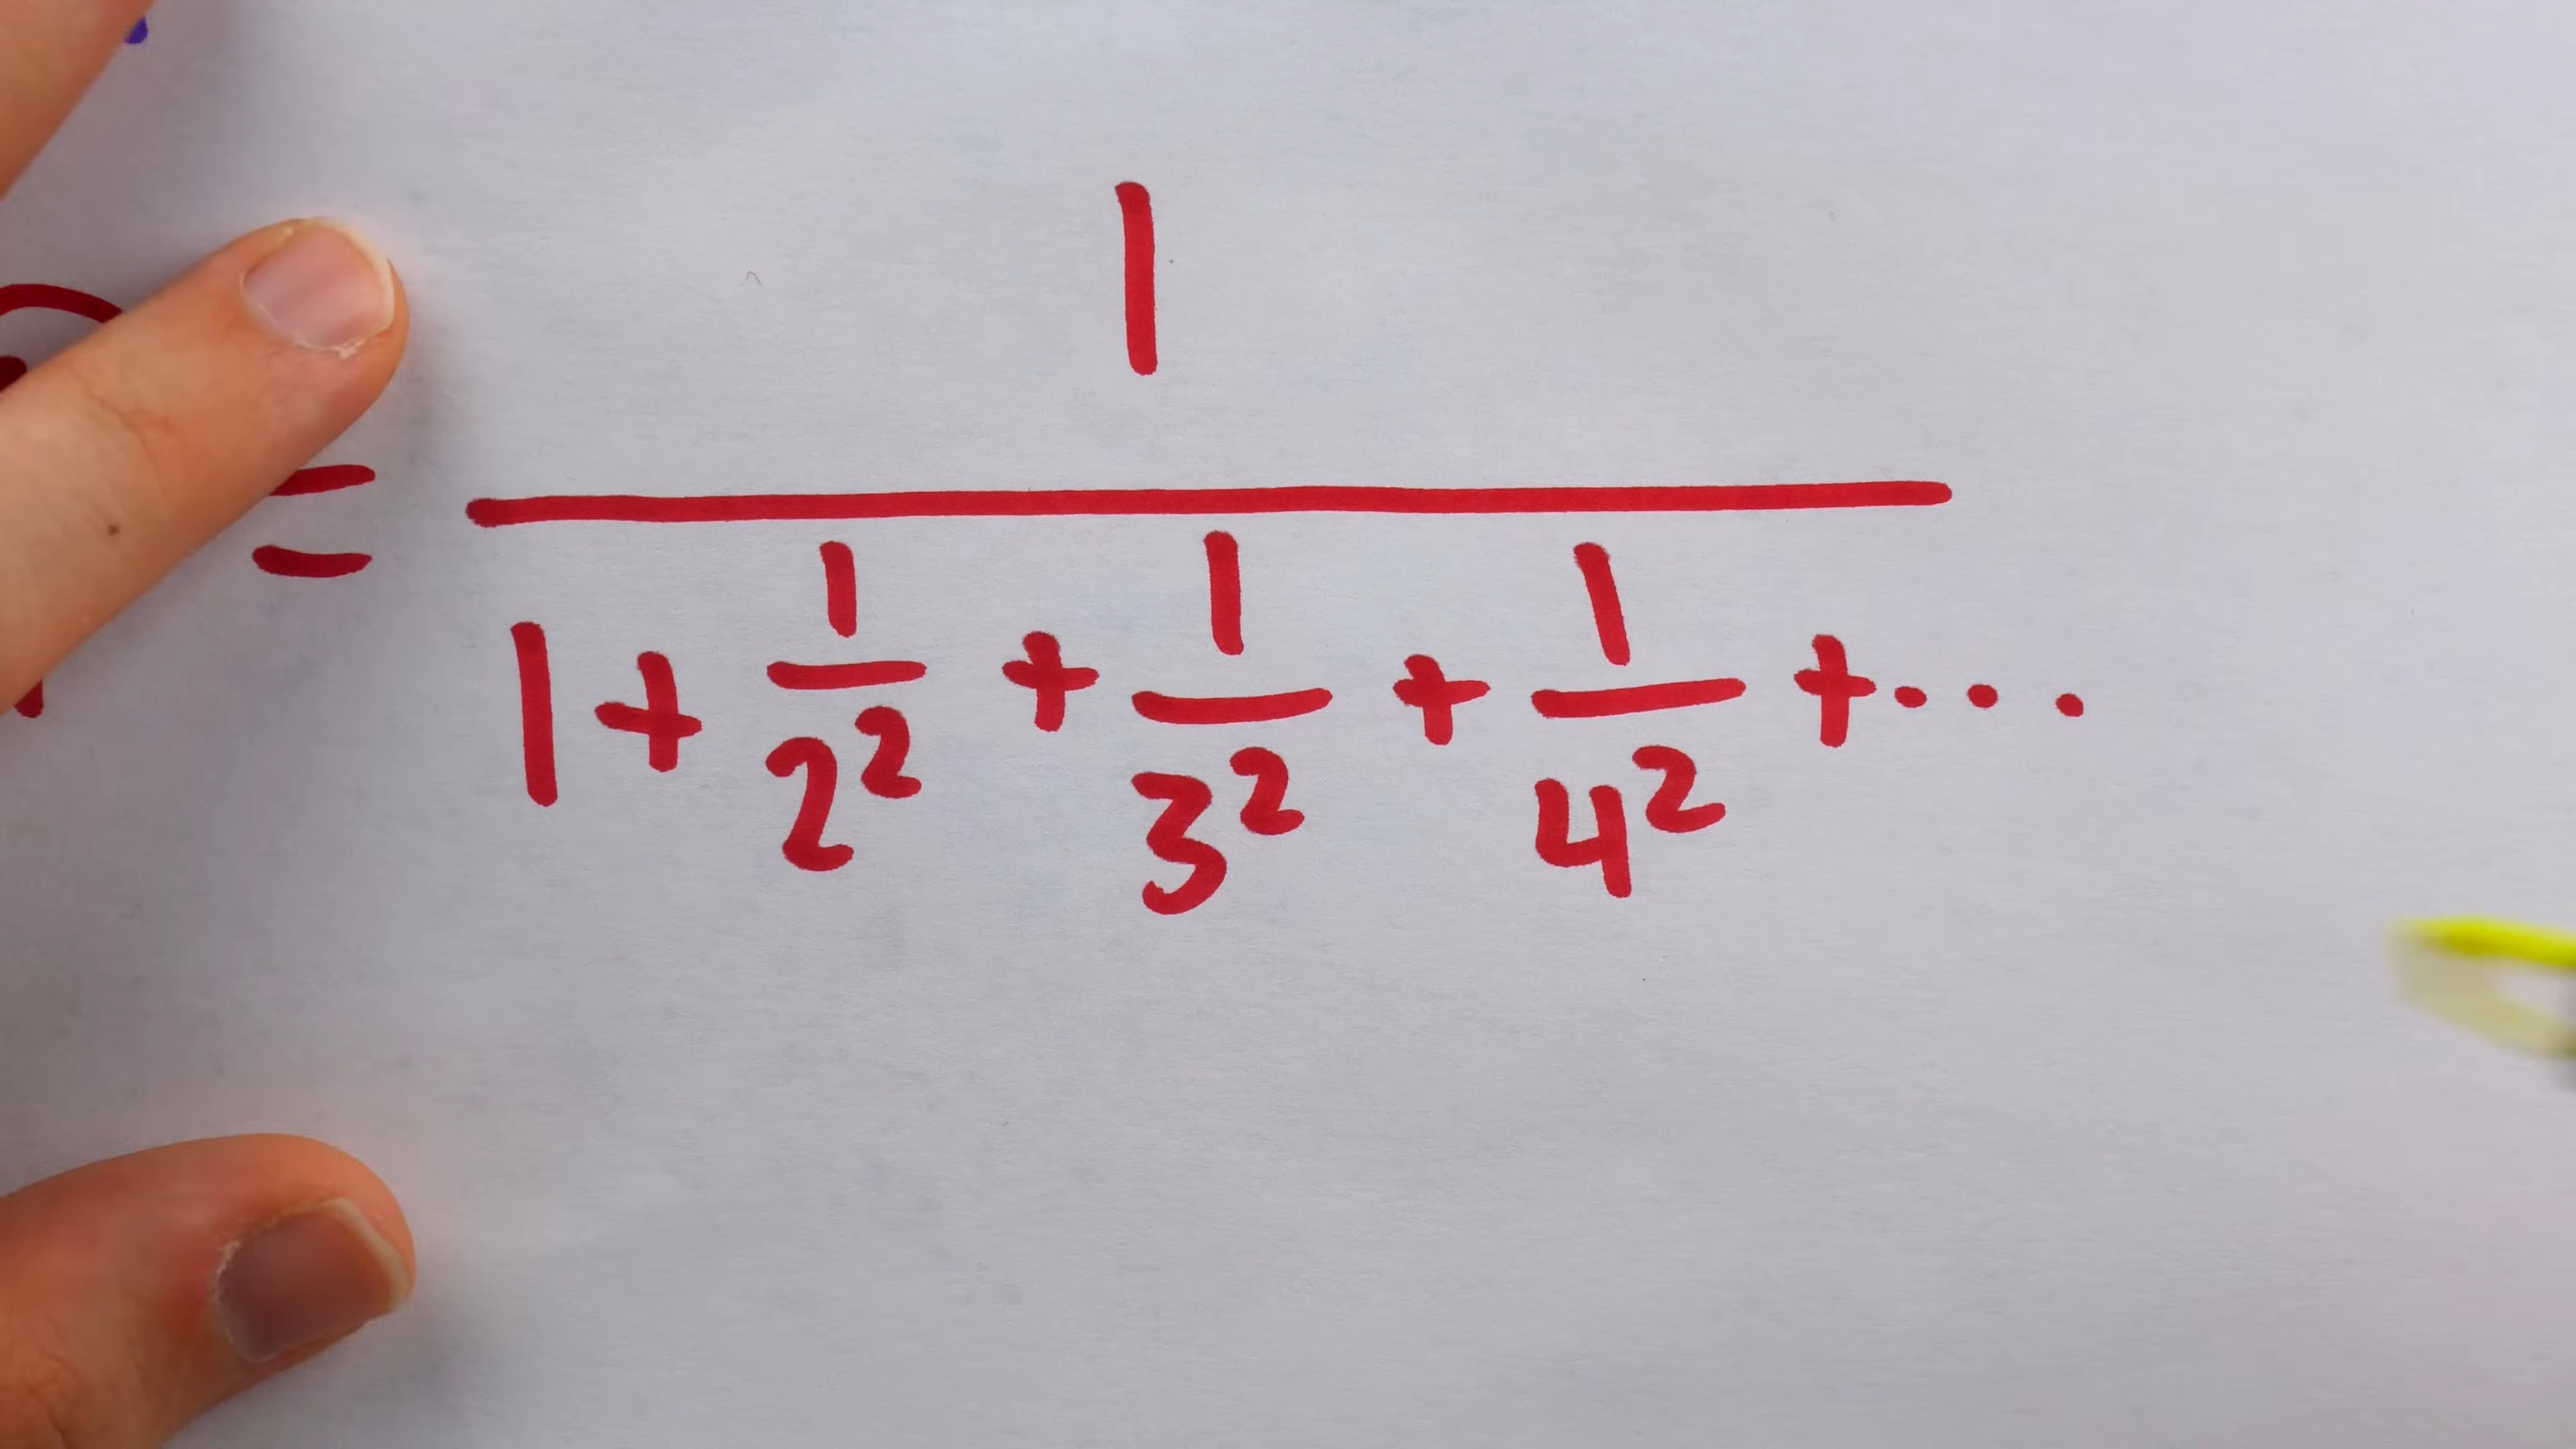 1
= ———
1 + 1/2² + 1/3² + 1/4² + ...